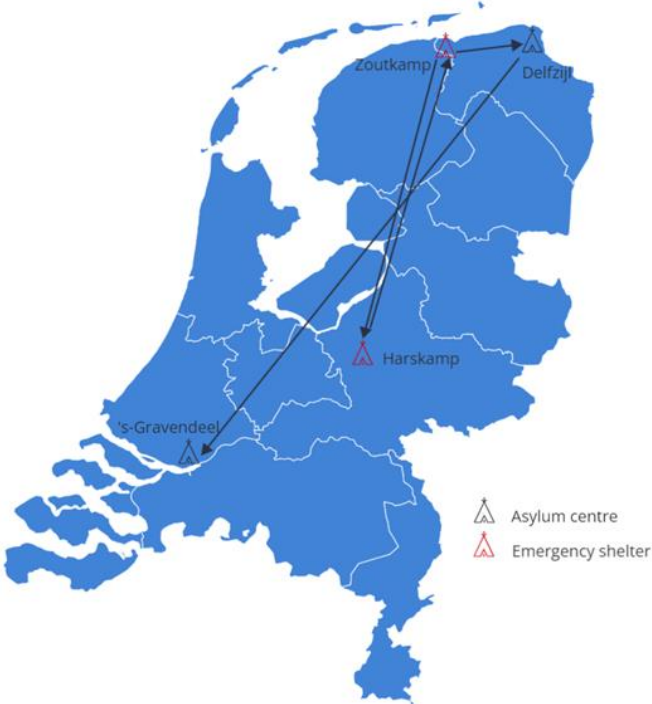 Zoutkamp
Delfzijl
Harskamp
's-Gravendeel
Asylum centre
Emergency shelter